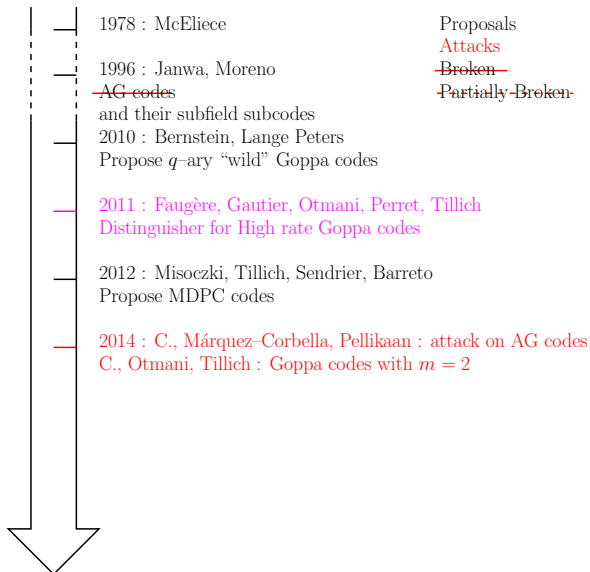 1978 : McEliece
Proposals
Attacks
1996 : Janwa, Moreno
Broken
AG codes
Partially Broken
and their subfield subcodes
2010 : Bernstein, Lange Peters
Propose q–ary “wild” Goppa codes
2011 : Faugère, Gautier, Otmani, Perret, Tillich
Distinguisher for High rate Goppa codes
2012 : Misoczki, Tillich, Sendrier, Barreto
Propose MDPC codes
2014 : C., Márquez–Corbella, Pellikaan : attack on AG codes
C., Otmani, Tillich : Goppa codes with m = 2